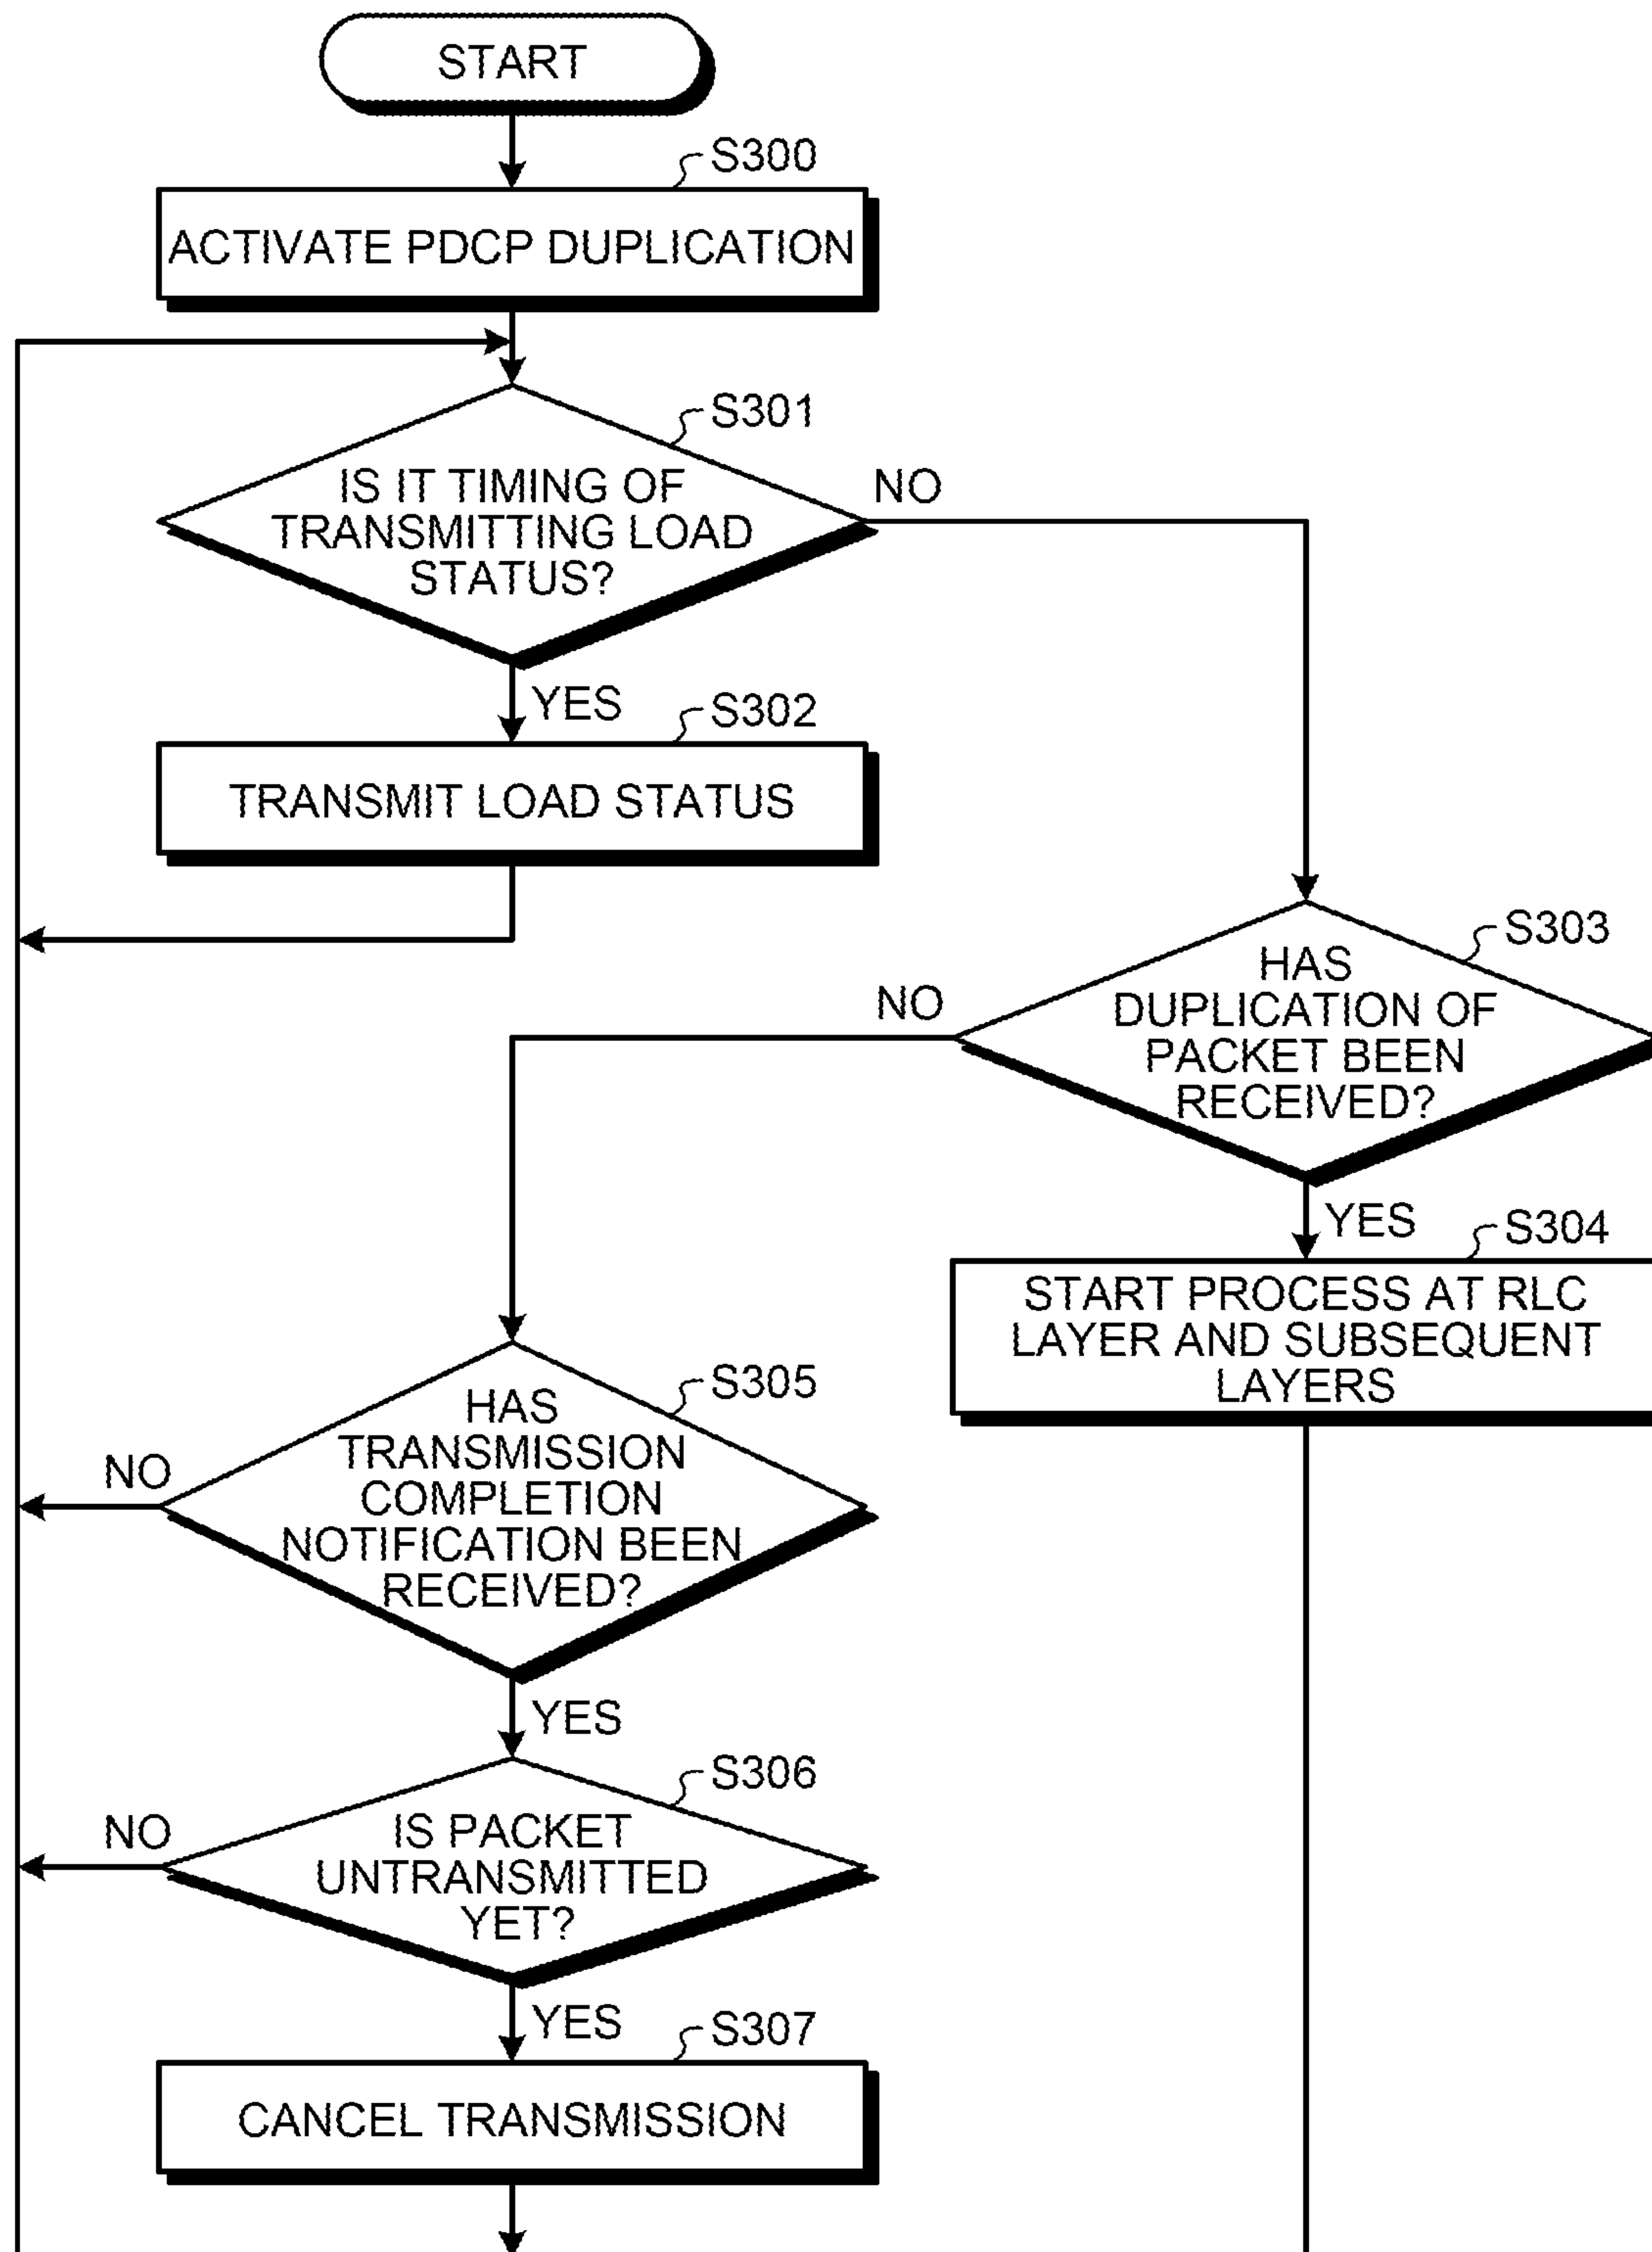 START
S300
ACTIVATE PDCP DUPLICATION
S301
IS IT TIMING OF
TRANSMITTING LOAD
STATUS?
NO
YES
S302
TRANSMIT LOAD STATUS
S303
HAS
DUPLICATION OF
PACKET BEEN
RECEIVED?
NO
YES
S304
START PROCESS AT RLC
LAYER AND SUBSEQUENT
LAYERS
S305
HAS
TRANSMISSION
COMPLETION
NOTIFICATION BEEN
RECEIVED?
NO
YES
S306
IS PACKET
UNTRANSMITTED
YET?
NO
YES
S307
CANCEL TRANSMISSION